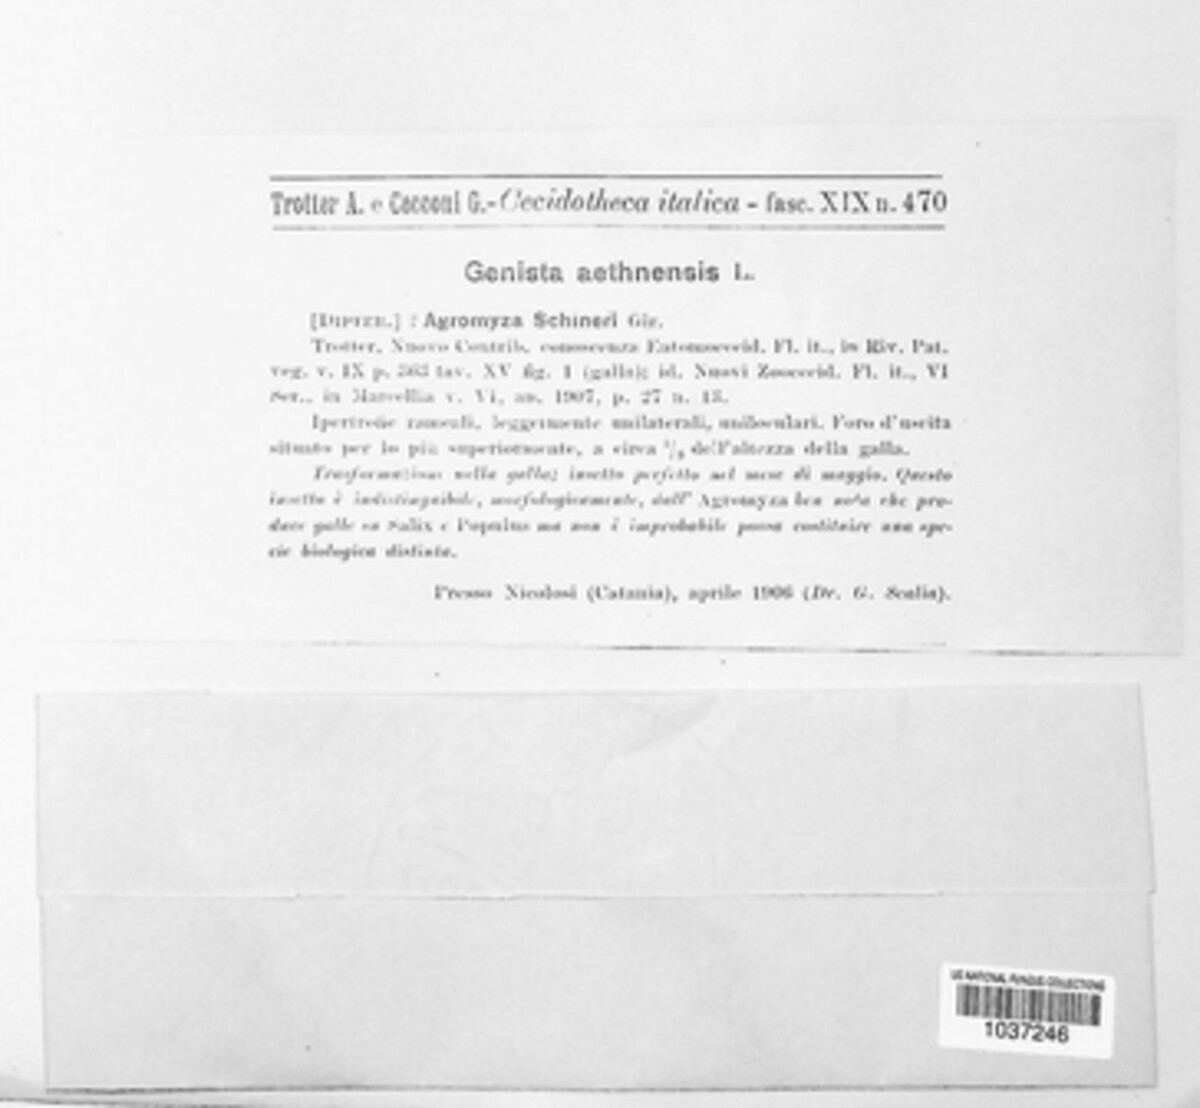 Trotter A. e Cecconi G.-Cecidotheca italica - fasc. XIX n. 470
Genista aethnensis L.
[DIPTER.] : Agromyza Schineri Gir.
Trotter, Nuovo Contrib. conoscenza Entomocecid. Fl. it., in Riv. Pat.
veg. v. IX p. 363 tav. XV fig. 1 (galla); id. Nuovi Zoocecid. Fl. it., VI
Ser., in Marcellia v. VI, an. 1907, p. 27 n. 13.
Ipertrofie rameali, leggermente unilaterali, uniloculari. Foro d'uscita
situato per lo più superiormente, a circa dell'altezza della galla.
Trasformazione nella galla; insetto perfetto nel mese di maggio. Questo
insetto è indistinguibile, morfologicamente, dall' Agromyza ben nota che pro-
duce galle su Salix e Populus ma non è improbabile possa costituire una spe-
cie biologica distinta.
Presso Nicolosi (Catania), aprile 1906 (Dr. G. Scalia).
US NATIONAL FUNGUS COLLECTIONS
1037246